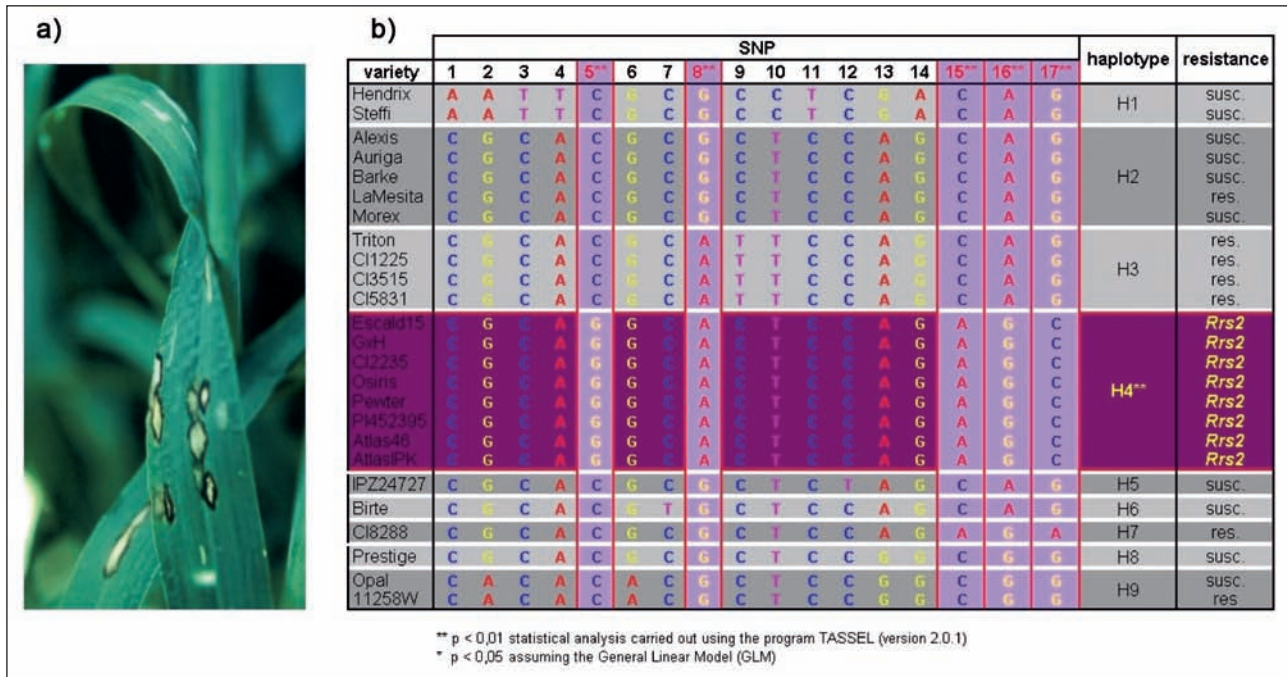 a)
b)
SNP
variety 1 2 3 4 5** 6 7 8** 9 10 11 12 13 14 15** 16** 17** haplotype resistance
Hendrix A A T T C G C G C C T C G A C A G H1 susc.
Steffi A A T T C G C G C C T C G A C A G susc.
Alexis C G C A C G C G C T C C A G C A G susc.
Auriga C G C A C G C G C T C C A G C A G susc.
Barke C G C A C G C G C T C C A G C A G H2 susc.
LaMesita C G C A C G C G C T C C A G C A G res.
Morex C G C A C G C G C T C C A G C A G susc.
Triton C G C A C G C A T T C C A G C A G res.
CI1225 C G C A C G C A T T C C A G C A G H3 res.
CI3515 C G C A C G C A T T C C A G C A G res.
CI5831 C G C A C G C A T T C C A G C A G res.
Escald15 C G C A G G C A C T C C A G A G C Rrs2
GxH C G C A G G C A C T C C A G A G C Rrs2
CI2235 C G C A G G C A C T C C A G A G C Rrs2
Osiris C G C A G G C A C T C C A G A G C H4** Rrs2
Pewter C G C A G G C A C T C C A G A G C Rrs2
PI452395 C G C A G G C A C T C C A G A G C Rrs2
Atlas46 C G C A G G C A C T C C A G A G C Rrs2
AtlasIPK C G C A G G C A C T C C A G A G C Rrs2
IPZ24727 C G C A C G C G C T C T A G C A G H5 susc.
Birte C G C A C G T G C T C C A G C A G H6 susc.
CI8288 C G C A C G C G C T C C A G A G A H7 res.
Prestige C G C A C G C G C T C C G G C G G H8 susc.
Opal C A C A C A C G C T C C G G C G G H9 susc.
11258W C A C A C A C G C T C C G G C G G res
** p < 0,01 statistical analysis carried out using the program TASSEL (version 2.0.1)
* p < 0,05 assuming the General Linear Model (GLM)